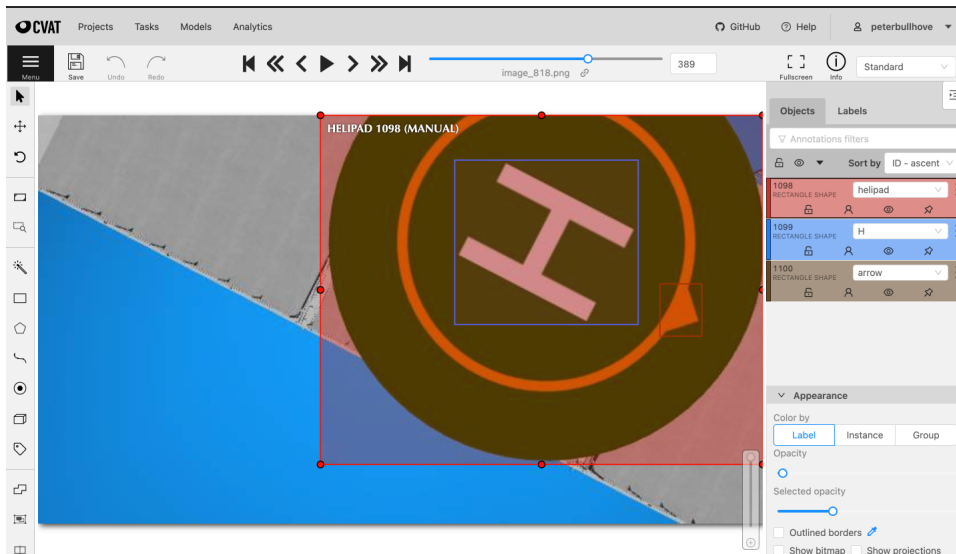 CVAT Projects Tasks Models Analytics GitHub Help peterbullhove
Menu Save Undo Redo image_818.png 389 Fullscreen Info Standard
HELIPAD 1098 (MANUAL)
H
Objects Labels
Annotations filters
Sort by ID - ascent
1098 helipad
RECTANGLE SHAPE
1099 H
RECTANGLE SHAPE
1100 arrow
RECTANGLE SHAPE
Appearance
Color by
Label Instance Group
Opacity
Selected opacity
Outlined borders
Show bitmap Show projections